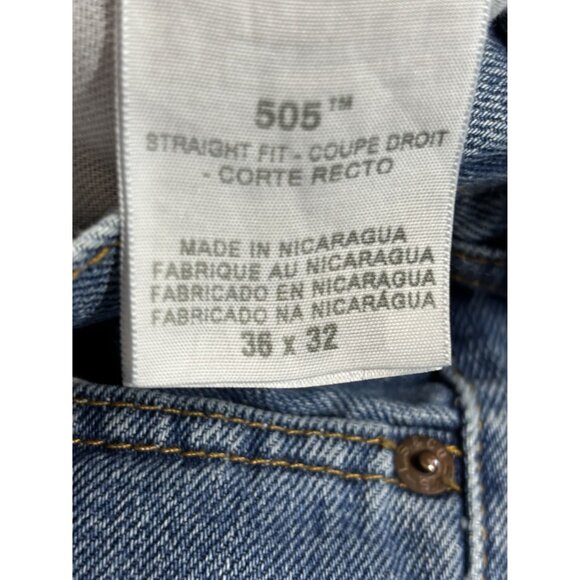 505™
STRAIGHT FIT - COUPE DROIT
- CORTE RECTO
MADE IN NICARAGUA
FABRIQUE AU NICARAGUA
FABRICADO EN NICARAGUA
FABRICADO NA NICARÁGUA
36 x 32